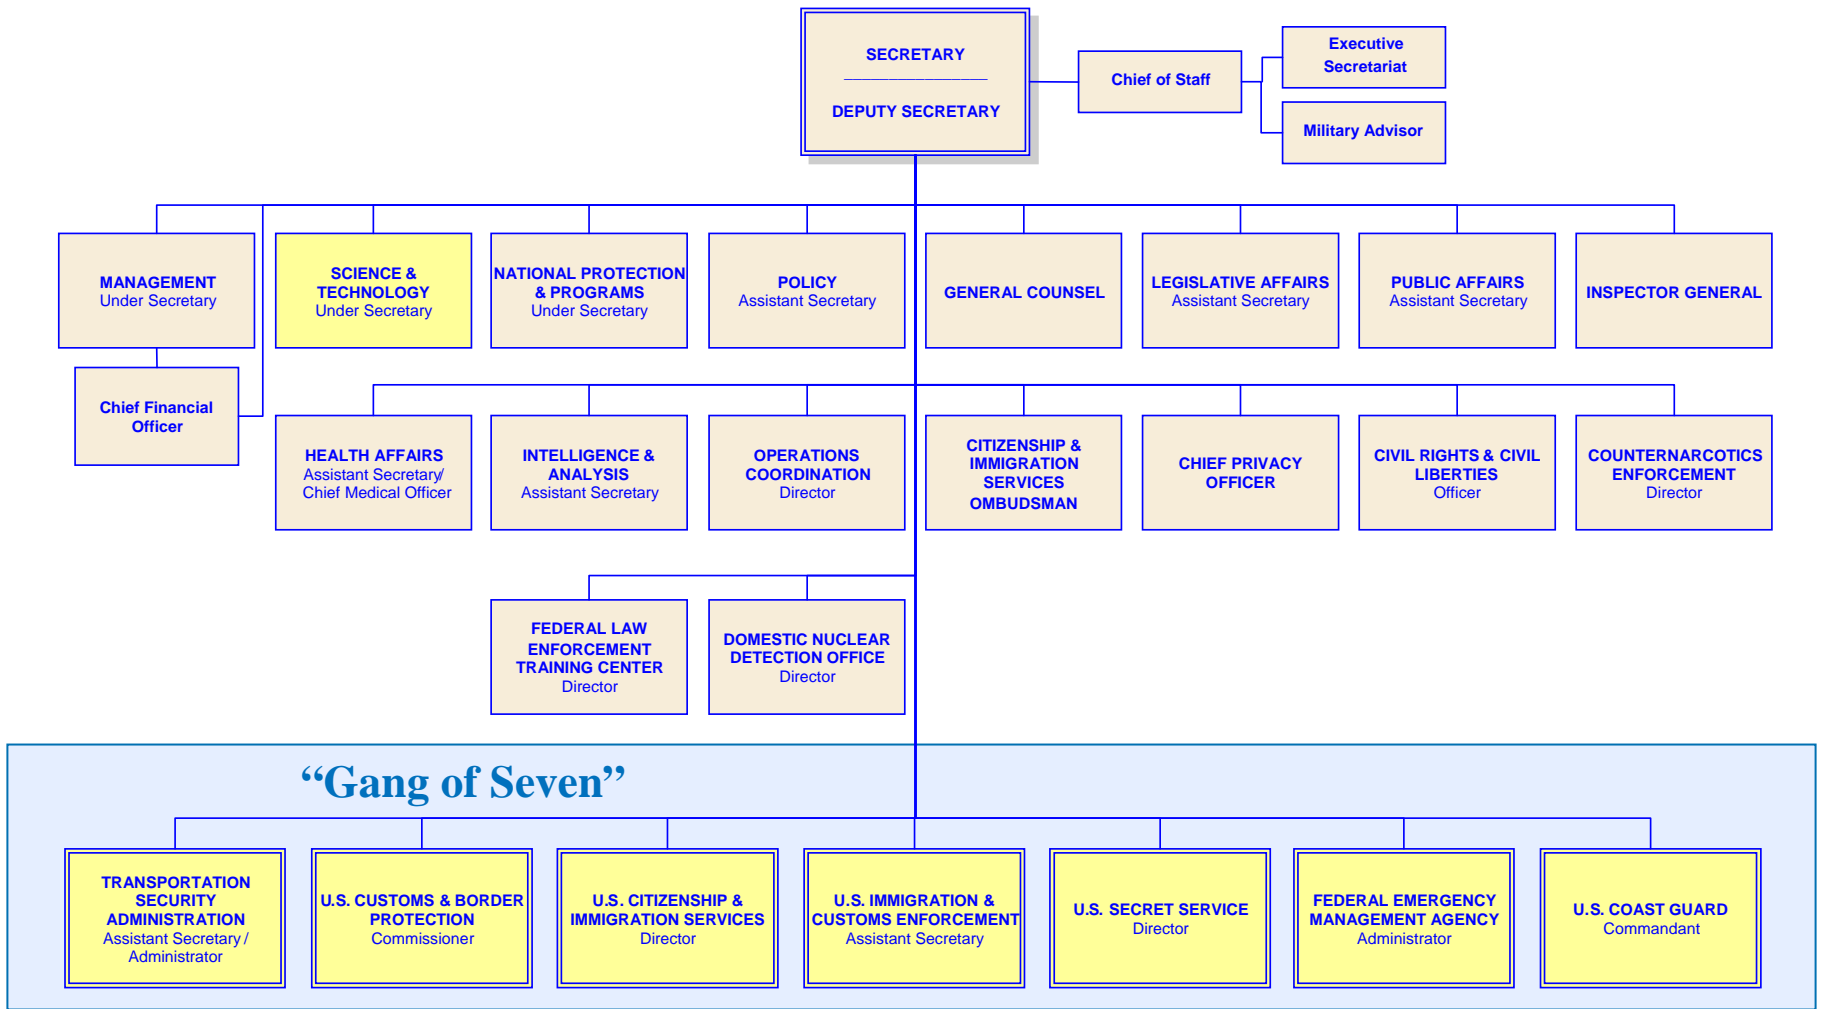 SECRETARY
________________
DEPUTY SECRETARY
Chief of Staff
Executive
Secretariat
Military Advisor
MANAGEMENT
Under Secretary
SCIENCE &
TECHNOLOGY
Under Secretary
NATIONAL PROTECTION
& PROGRAMS
Under Secretary
POLICY
Assistant Secretary
GENERAL COUNSEL
LEGISLATIVE AFFAIRS
Assistant Secretary
PUBLIC AFFAIRS
Assistant Secretary
INSPECTOR GENERAL
Chief Financial
Officer
HEALTH AFFAIRS
Assistant Secretary/
Chief Medical Officer
INTELLIGENCE &
ANALYSIS
Assistant Secretary
OPERATIONS
COORDINATION
Director
CITIZENSHIP &
IMMIGRATION
SERVICES
OMBUDSMAN
CHIEF PRIVACY
OFFICER
CIVIL RIGHTS & CIVIL
LIBERTIES
Officer
COUNTERNARCOTICS
ENFORCEMENT
Director
FEDERAL LAW
ENFORCEMENT
TRAINING CENTER
Director
DOMESTIC NUCLEAR
DETECTION OFFICE
Director
“Gang of Seven”
TRANSPORTATION
SECURITY
ADMINISTRATION
Assistant Secretary /
Administrator
U.S. CUSTOMS & BORDER
PROTECTION
Commissioner
U.S. CITIZENSHIP &
IMMIGRATION SERVICES
Director
U.S. IMMIGRATION &
CUSTOMS ENFORCEMENT
Assistant Secretary
U.S. SECRET SERVICE
Director
FEDERAL EMERGENCY
MANAGEMENT AGENCY
Administrator
U.S. COAST GUARD
Commandant